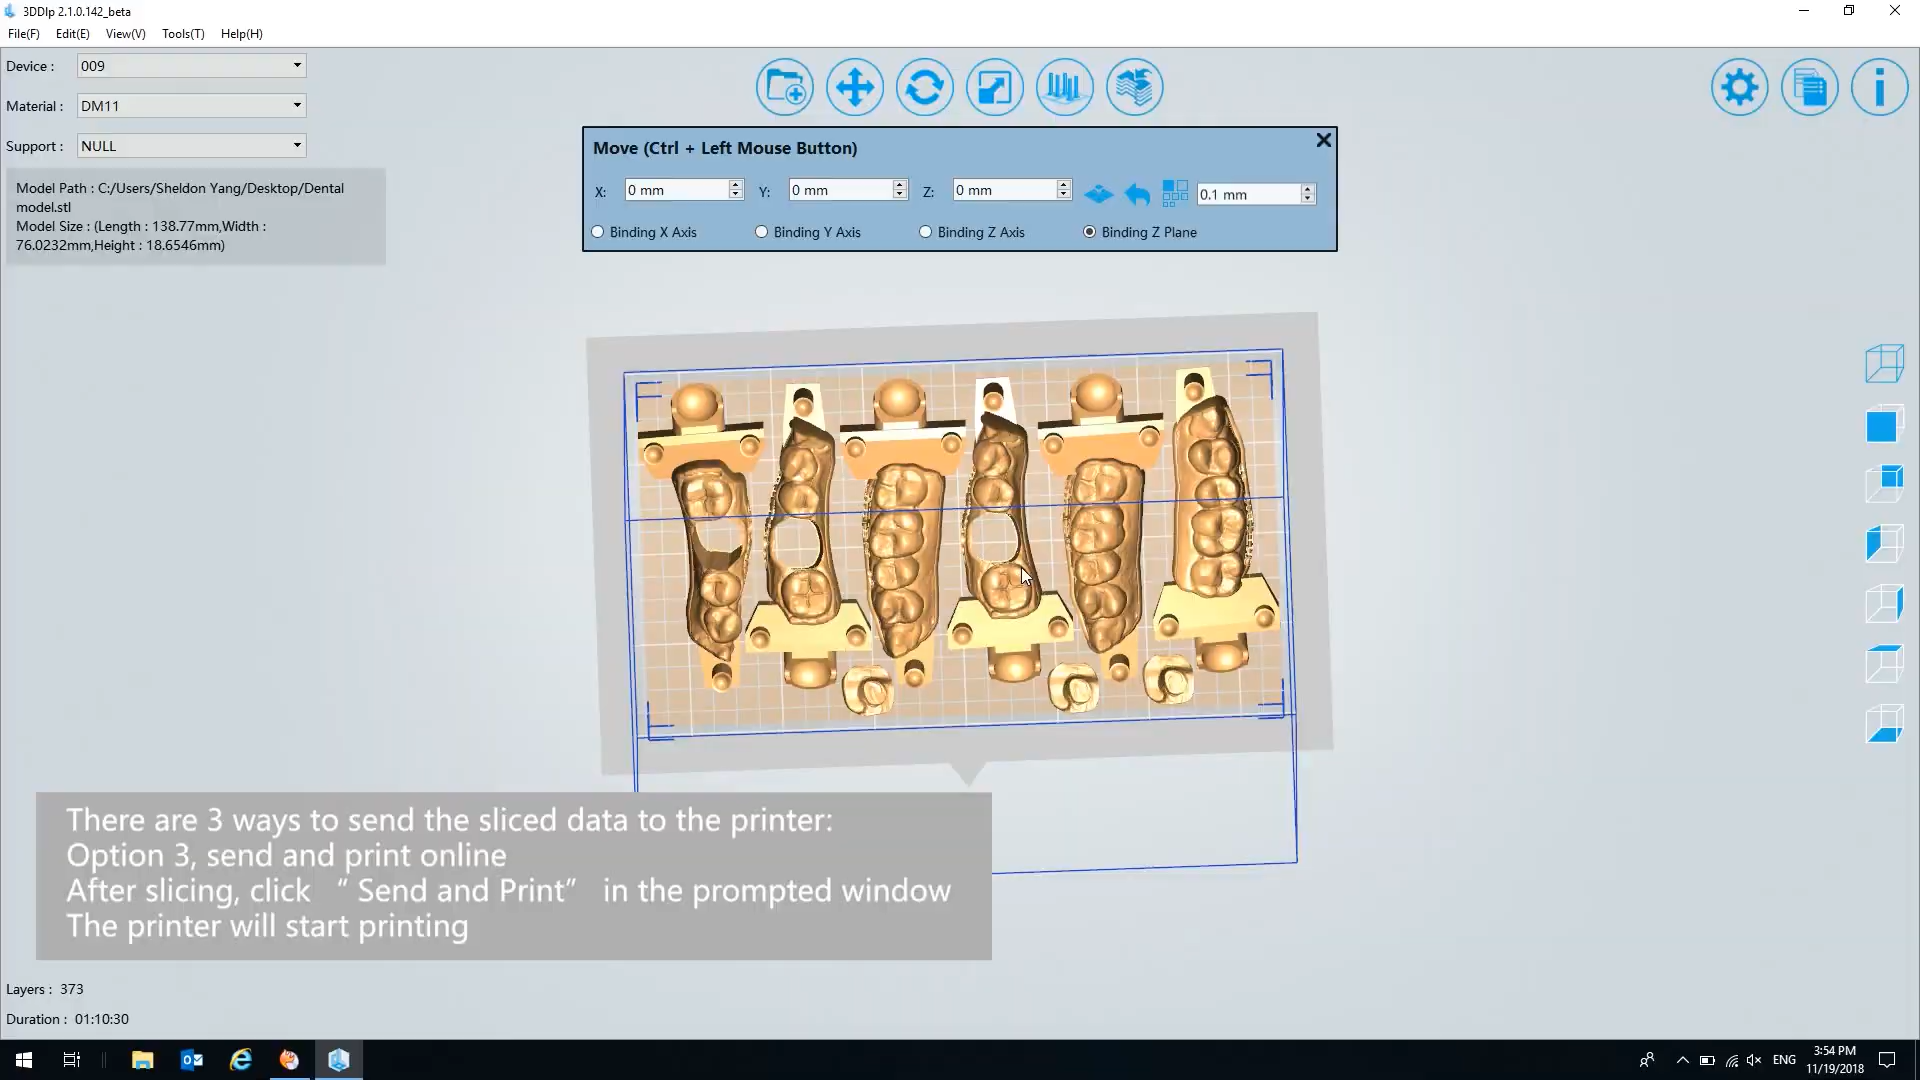 3DDlp 2.1.0.142_beta
File(F) Edit(E) View(V) Tools(T) Help(H)
Device : 009
Material : DM11
Support : NULL
Model Path : C:/Users/Sheldon Yang/Desktop/Dental
model.stl
Model Size : (Length : 138.77mm,Width :
76.0232mm,Height : 18.6546mm)
Move (Ctrl + Left Mouse Button)
X: 0 mm Y: 0 mm Z: 0 mm 0.1 mm
Binding X Axis Binding Y Axis Binding Z Axis Binding Z Plane
There are 3 ways to send the sliced data to the printer:
Option 3, send and print online
After slicing, click “ Send and Print” in the prompted window
The printer will start printing
Layers : 373
Duration : 01:10:30
ENG
3:54 PM
11/19/2018